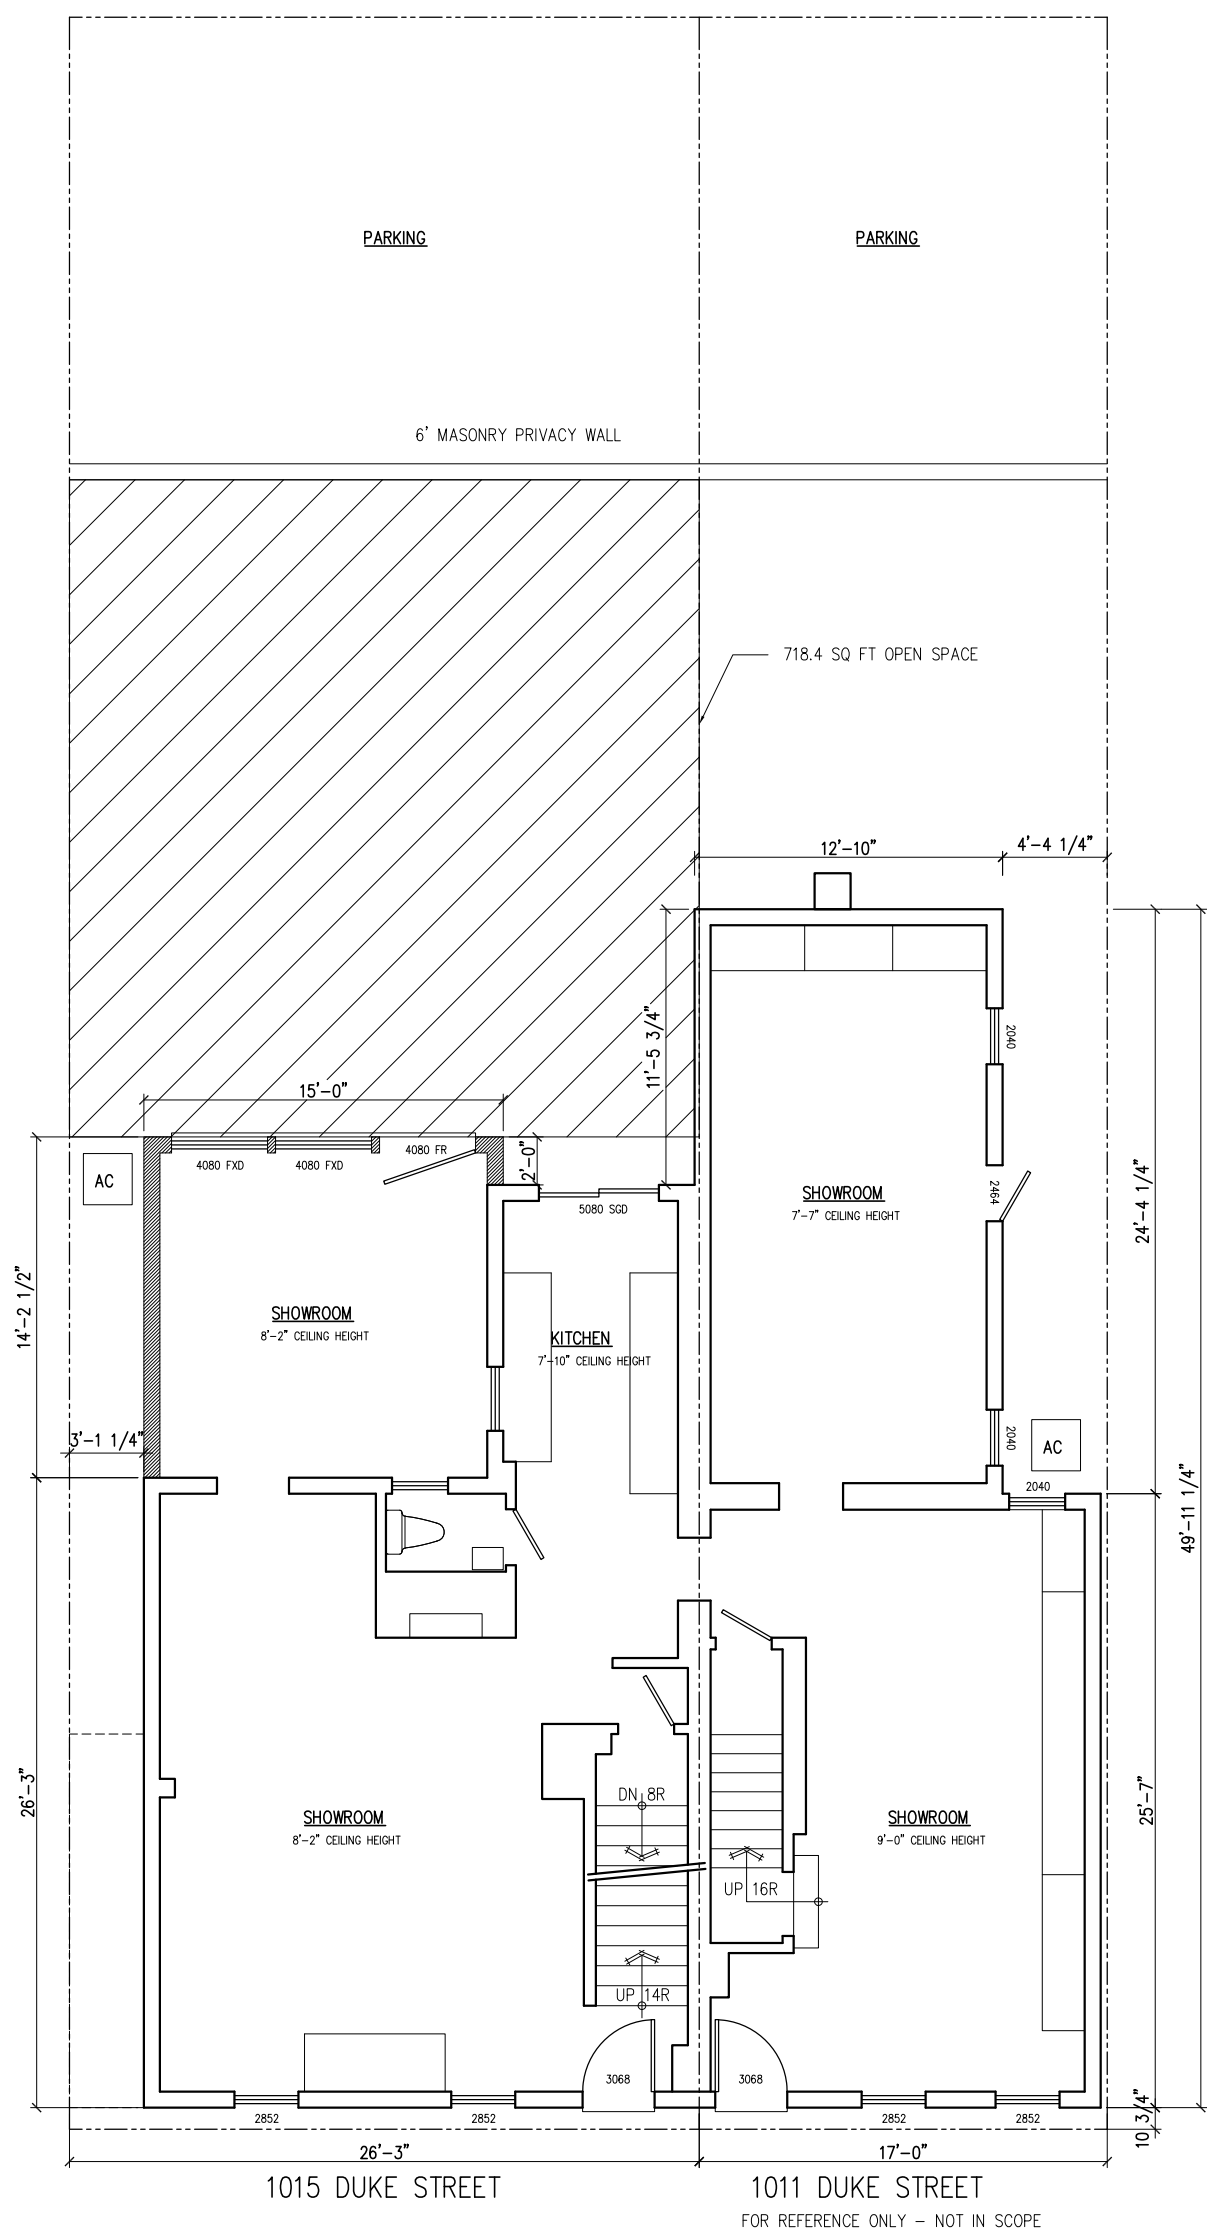 PARKING
PARKING
6' MASONRY PRIVACY WALL
718.4 SQ FT OPEN SPACE
12'-10"
4'-4 1/4"
11'-5 3/4"
2040
15'-0"
4080 FXD
4080 FXD
4080 FR
2'-0"
AC
5080 SGD
2464
SHOWROOM
7'-7" CEILING HEIGHT
24'-4 1/4"
14'-2 1/2"
SHOWROOM
8'-2" CEILING HEIGHT
KITCHEN
7'-10" CEILING HEIGHT
3'-1 1/4"
2040
AC
2040
49'-11 1/4"
26'-3"
DN 8R
SHOWROOM
8'-2" CEILING HEIGHT
SHOWROOM
9'-0" CEILING HEIGHT
25'-7"
UP 16R
UP 14R
3068
3068
2852
2852
2852
2852
10 3/4"
26'-3"
17'-0"
1015 DUKE STREET
1011 DUKE STREET
FOR REFERENCE ONLY - NOT IN SCOPE